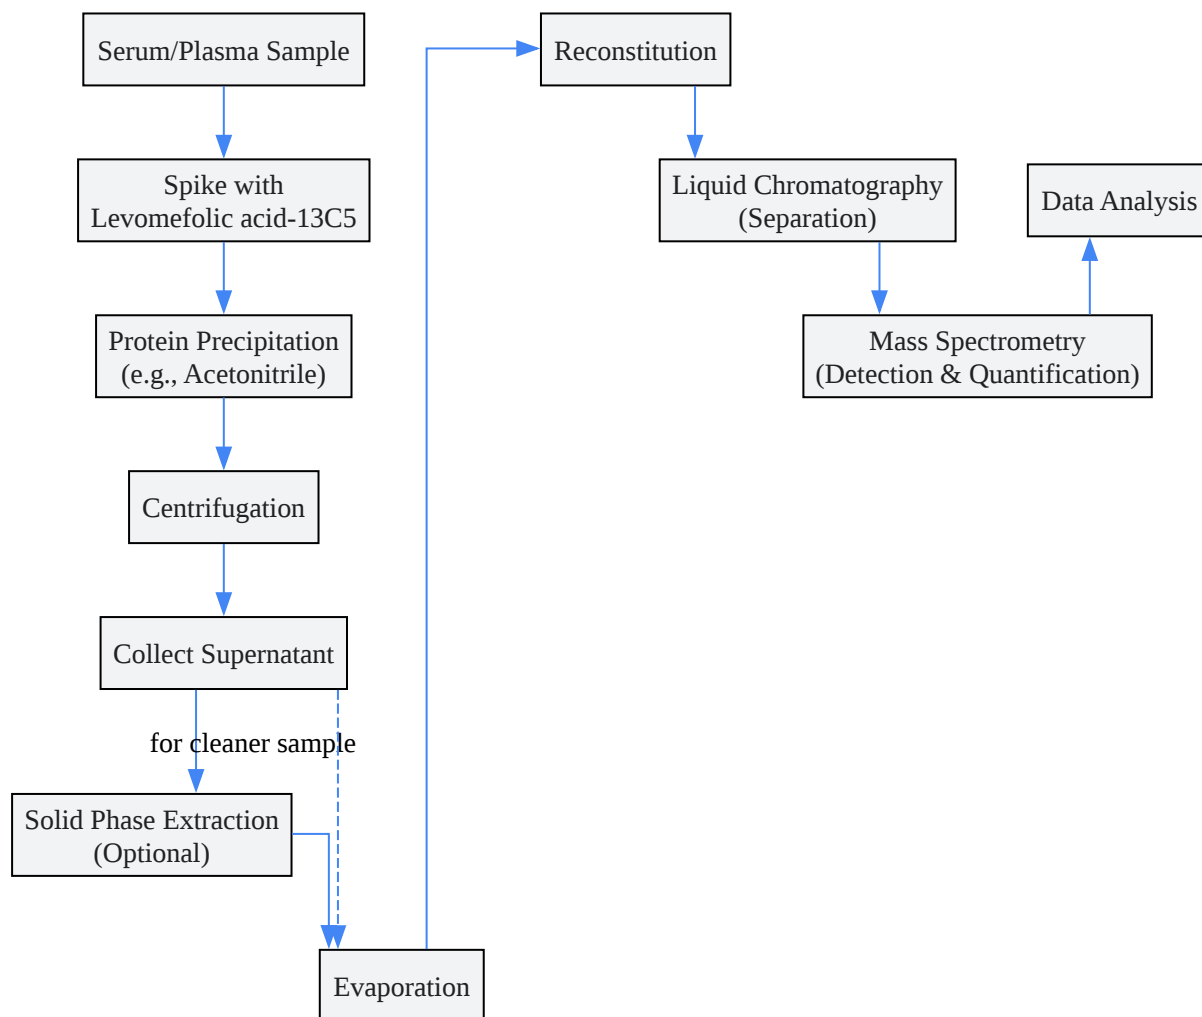 Serum/Plasma Sample
Spike with
Levomefolic acid-13C5
Protein Precipitation
(e.g., Acetonitrile)
Centrifugation
Collect Supernatant
for cleaner sample
Solid Phase Extraction
(Optional)
Evaporation
Reconstitution
Liquid Chromatography
(Separation)
Mass Spectrometry
(Detection & Quantification)
Data Analysis